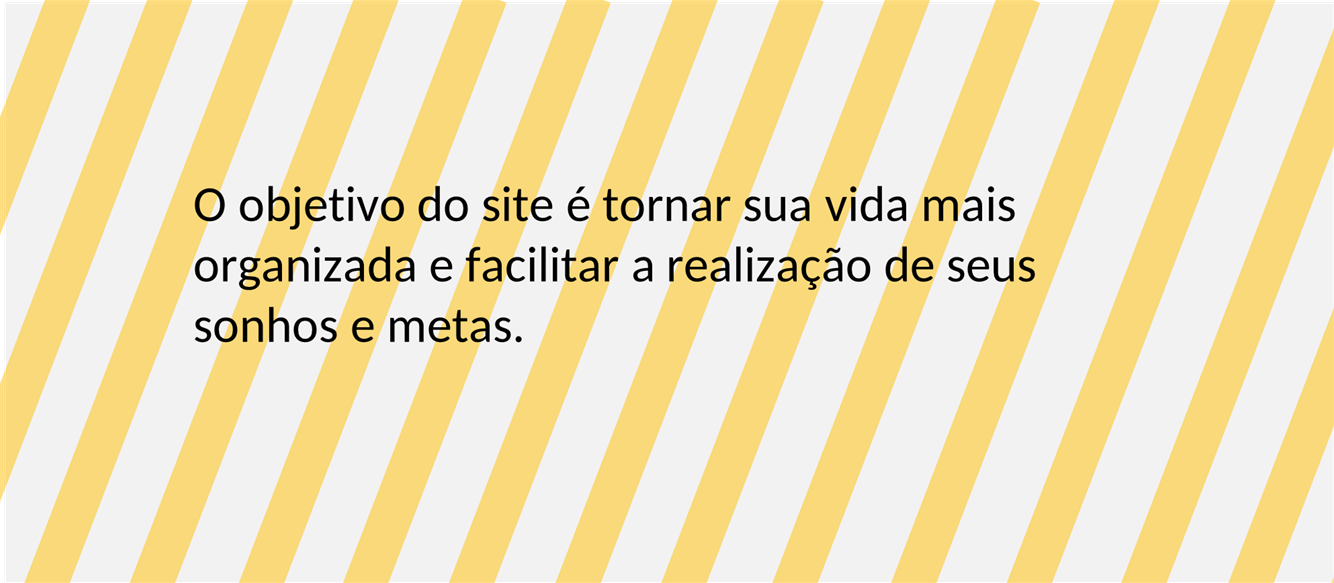 O objetivo do site é tornar sua vida mais
organizada e facilitar a realização de seus
sonhos e metas.